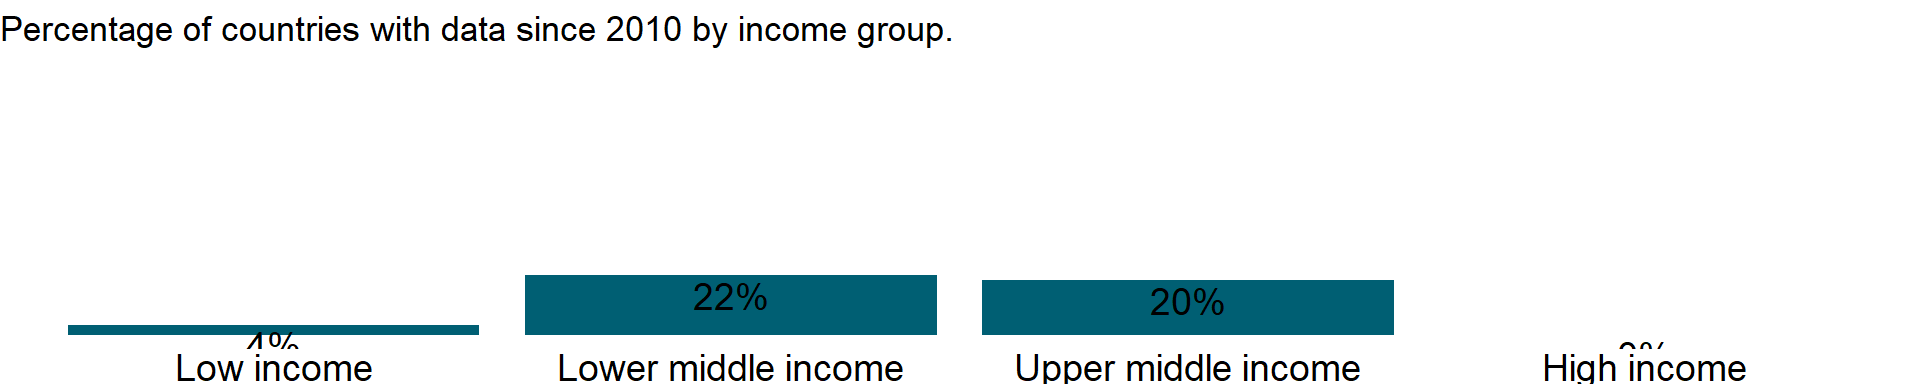 Percentage of countries with data since 2010 by income group.
22%
20%
4%
Low income
Lower middle income
Upper middle income
High income